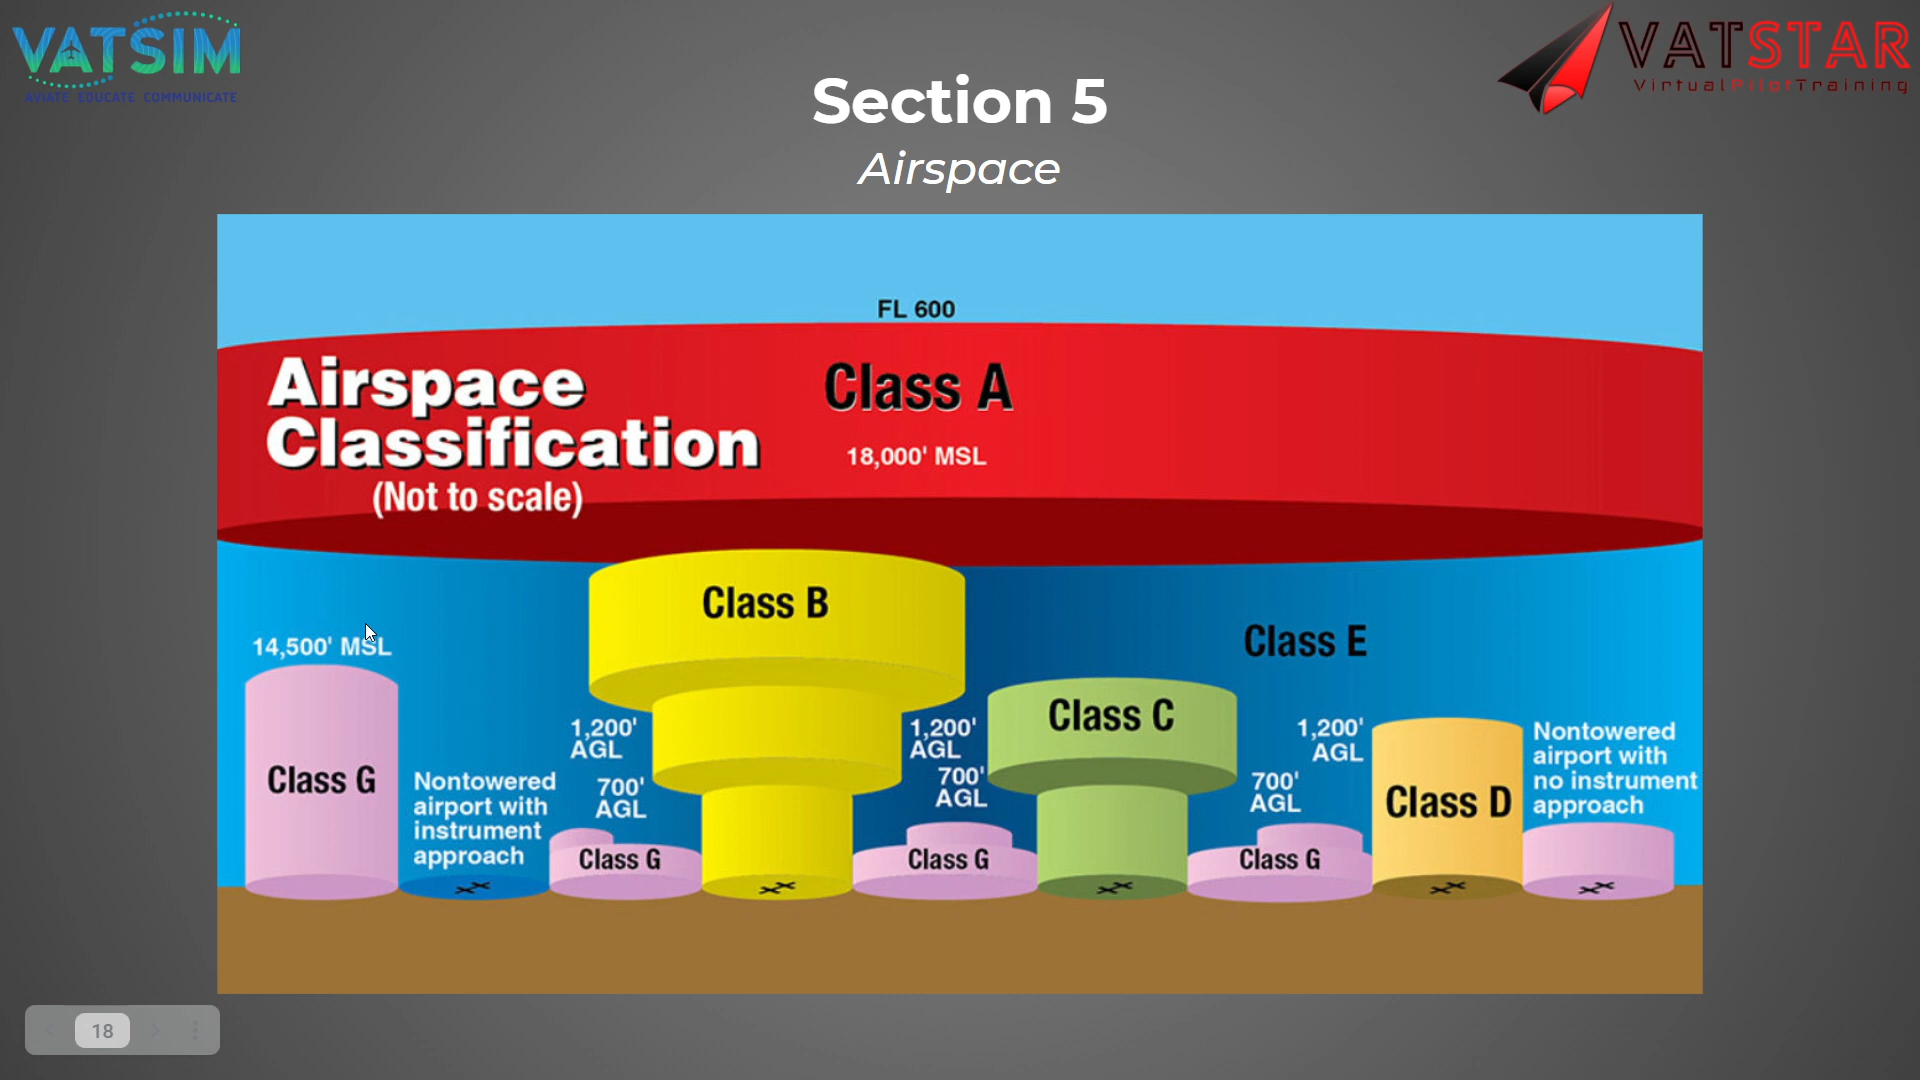 VATSIM
AVIATE EDUCATE COMMUNICATE
VATSTAR
VirtualPilotTraining
Section 5
Airspace
FL 600
Airspace
Classification
(Not to scale)
Class A
18,000' MSL
Class B
Class E
14,500' MSL
Class G
Nontowered
airport with
instrument
approach
1,200'
AGL
700'
AGL
Class G
1,200'
AGL
700'
AGL
Class G
Class C
1,200'
AGL
700'
AGL
Class G
Class D
Nontowered
airport with
no instrument
approach
18